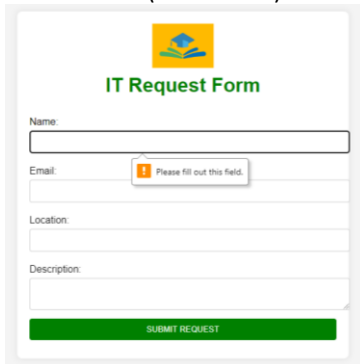 IT Request Form
Name:
Please fill out this field.
Email:
Location:
Description:
SUBMIT REQUEST